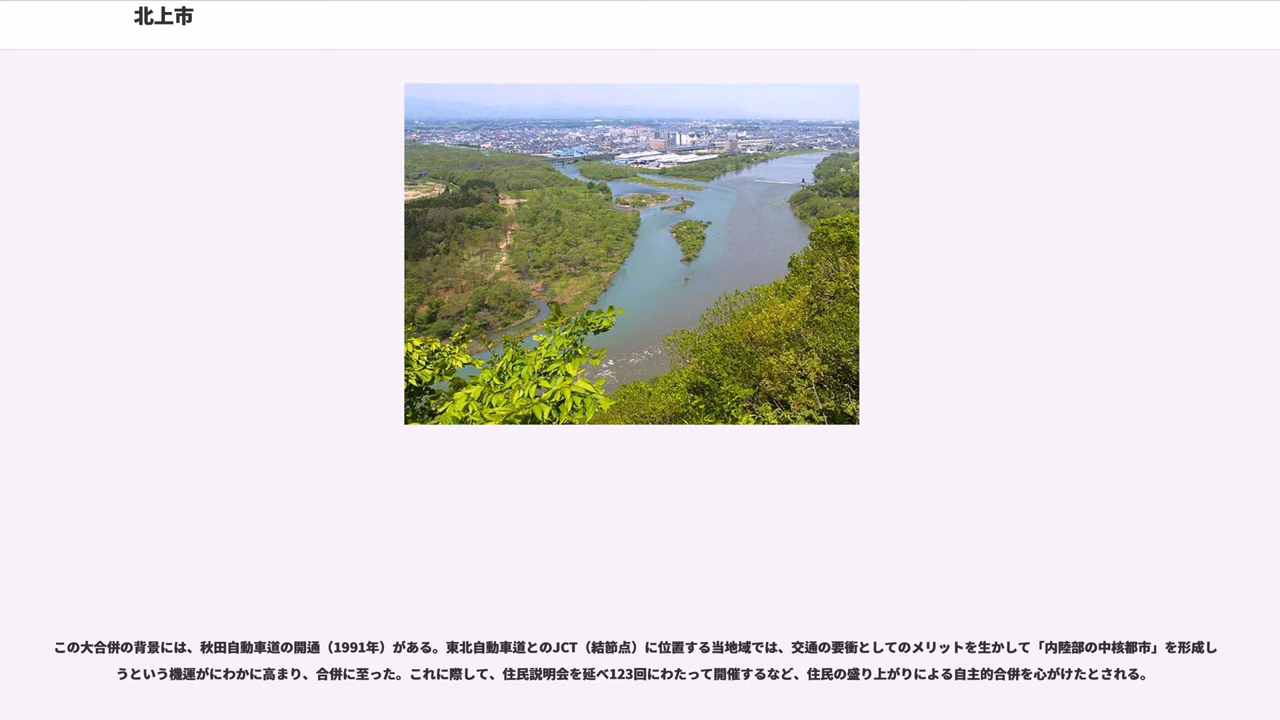 北上市
この大合併の背景には、秋田自動車道の開通（1991年）がある。東北自動車道とのJCT（結節点）に位置する当地域では、交通の要衝としてのメリットを生かして「内陸部の中核都市」を形成し
うという機運がにわかに高まり、合併に至った。これに際して、住民説明会を延べ123回にわたって開催するなど、住民の盛り上がりによる自主的合併を心がけたとされる。